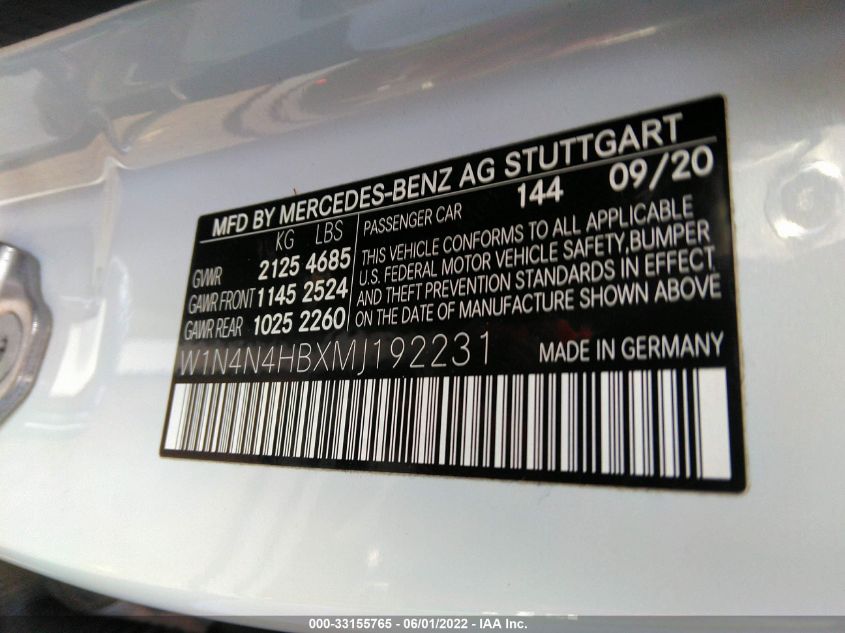 MFD BY MERCEDES-BENZ AG STUTTGART
KG LBS
GVWR 2125 4685
GAWR FRONT 1145 2524
GAWR REAR 1025 2260
PASSENGER CAR 144 09/20
THIS VEHICLE CONFORMS TO ALL APPLICABLE
U.S. FEDERAL MOTOR VEHICLE SAFETY, BUMPER
AND THEFT PREVENTION STANDARDS IN EFFECT
ON THE DATE OF MANUFACTURE SHOWN ABOVE
W1N4N4HBXMJ192231 MADE IN GERMANY
000-33155765 - 06/01/2022 - IAA Inc.